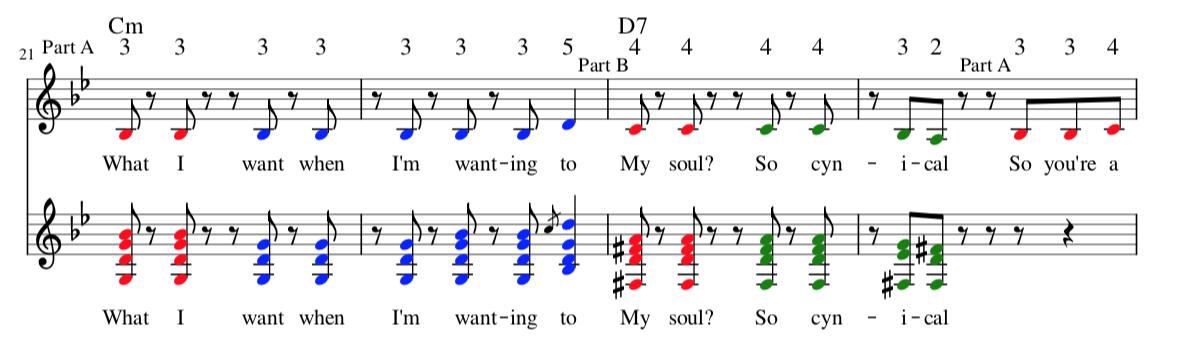 Cm D7
21 Part A 3 3 3 3 3 3 3 5 4 4 4 4 3 2 3 3 4
Part B Part A
What I want when I'm want-ing to My soul? So cyn - i-cal So you're a
What I want when I'm want-ing to My soul? So cyn - i-cal